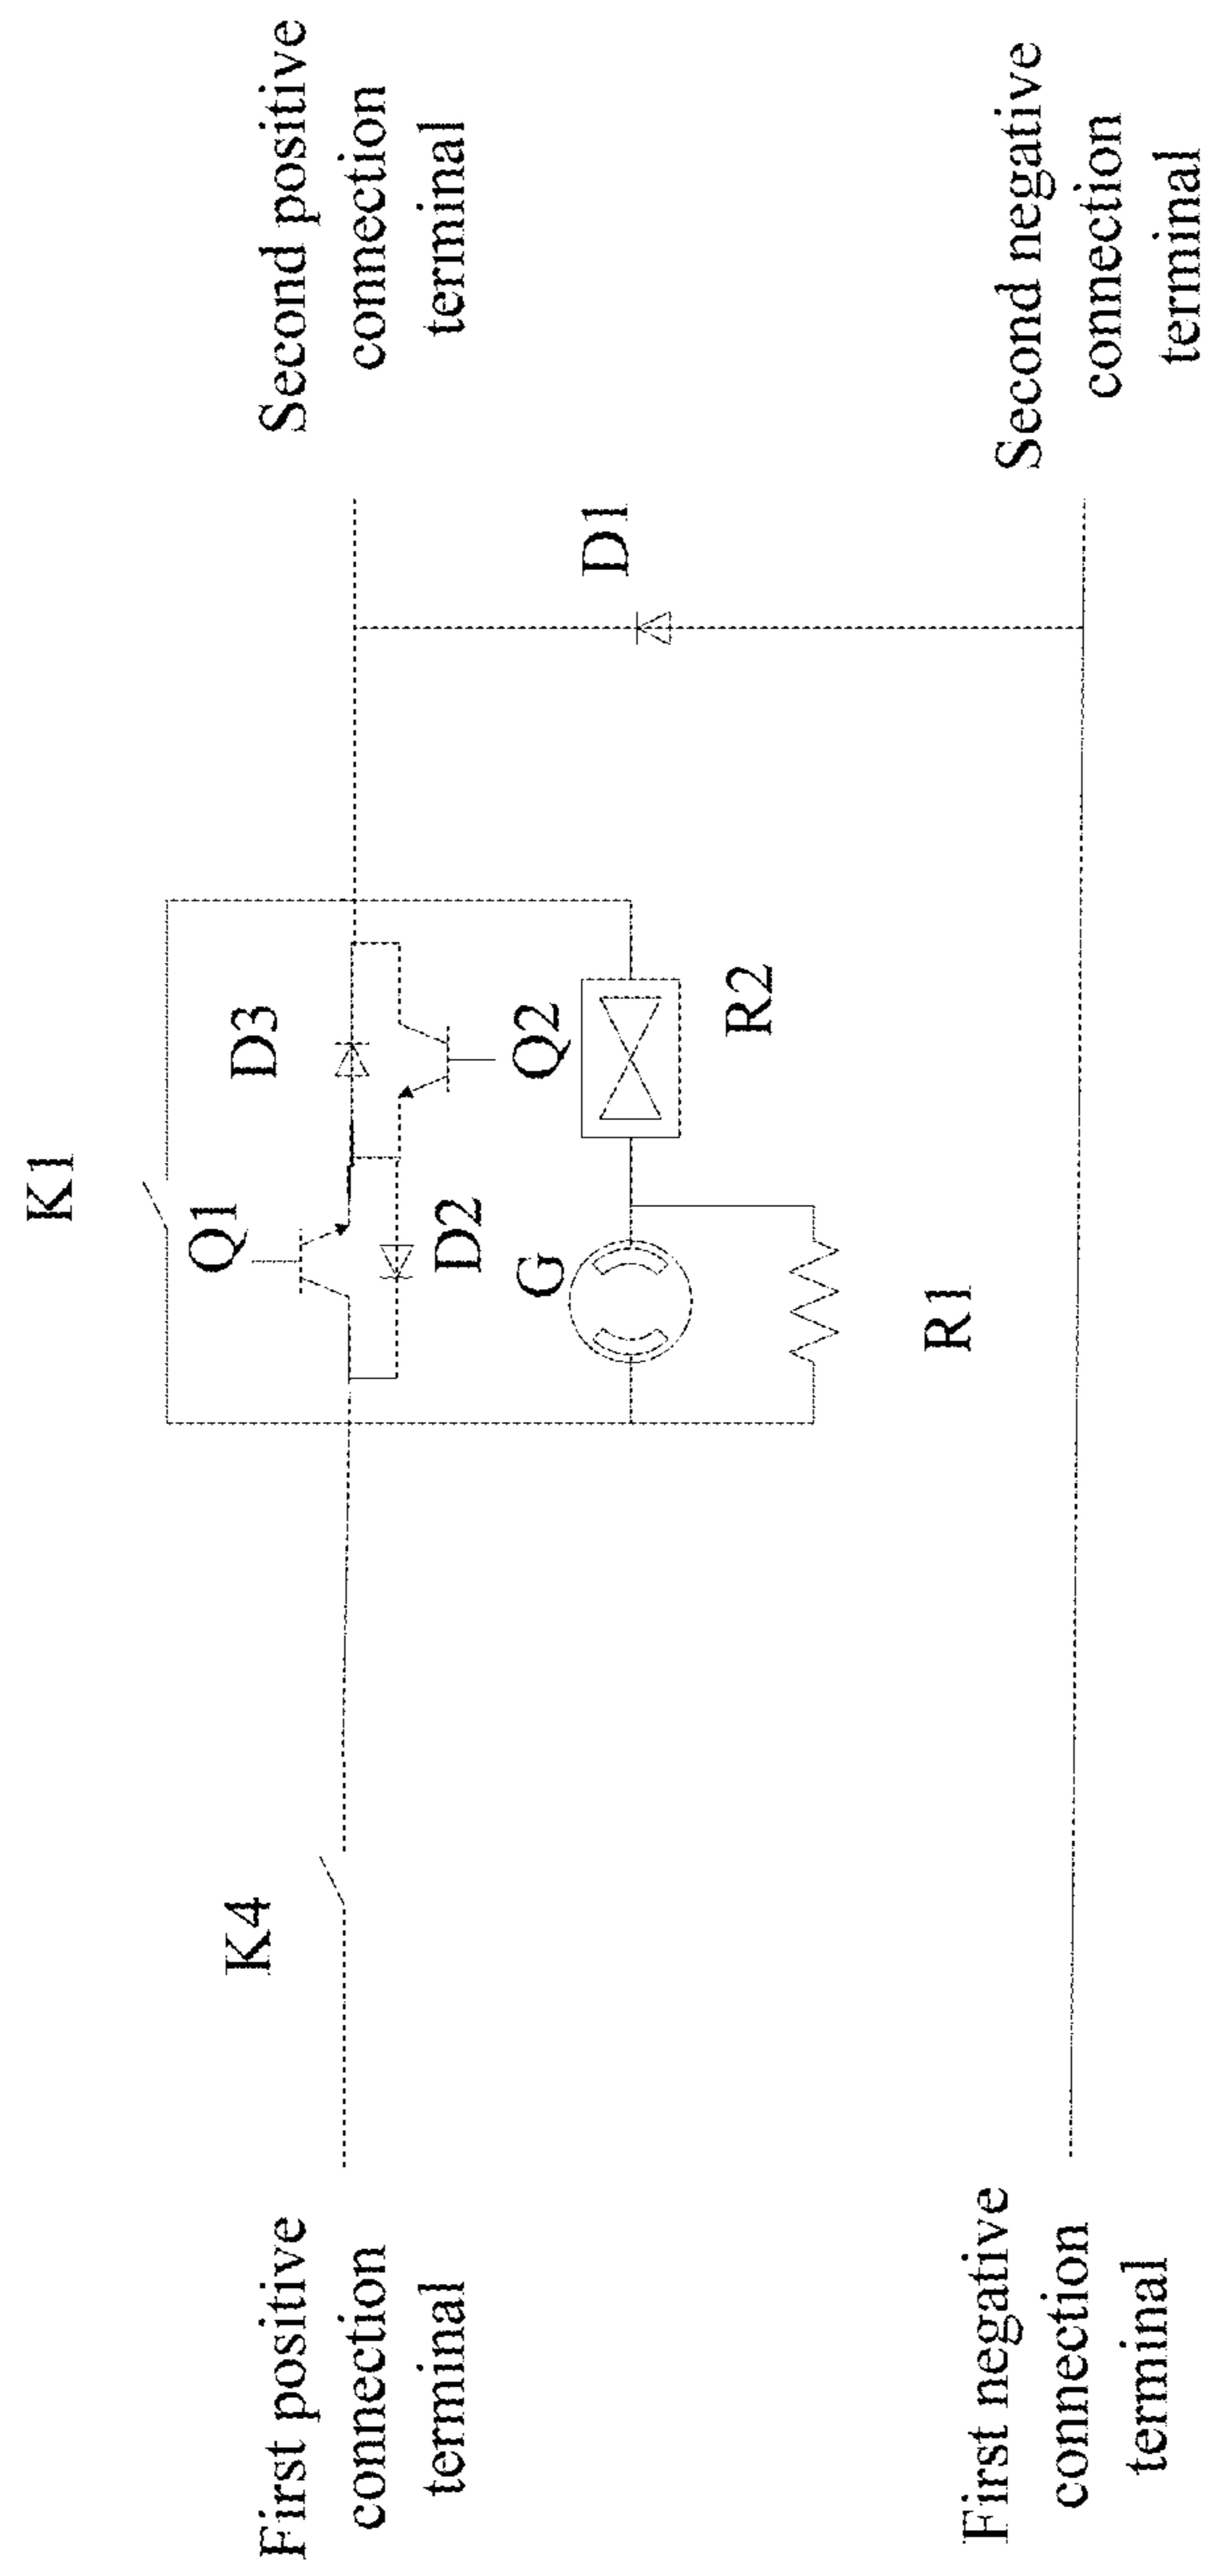 K1
Q1
D3
K4
D2
Q2
G
R2
R1
D1
First positive
connection
terminal
Second positive
connection
terminal
First negative
connection
terminal
Second negative
connection
terminal